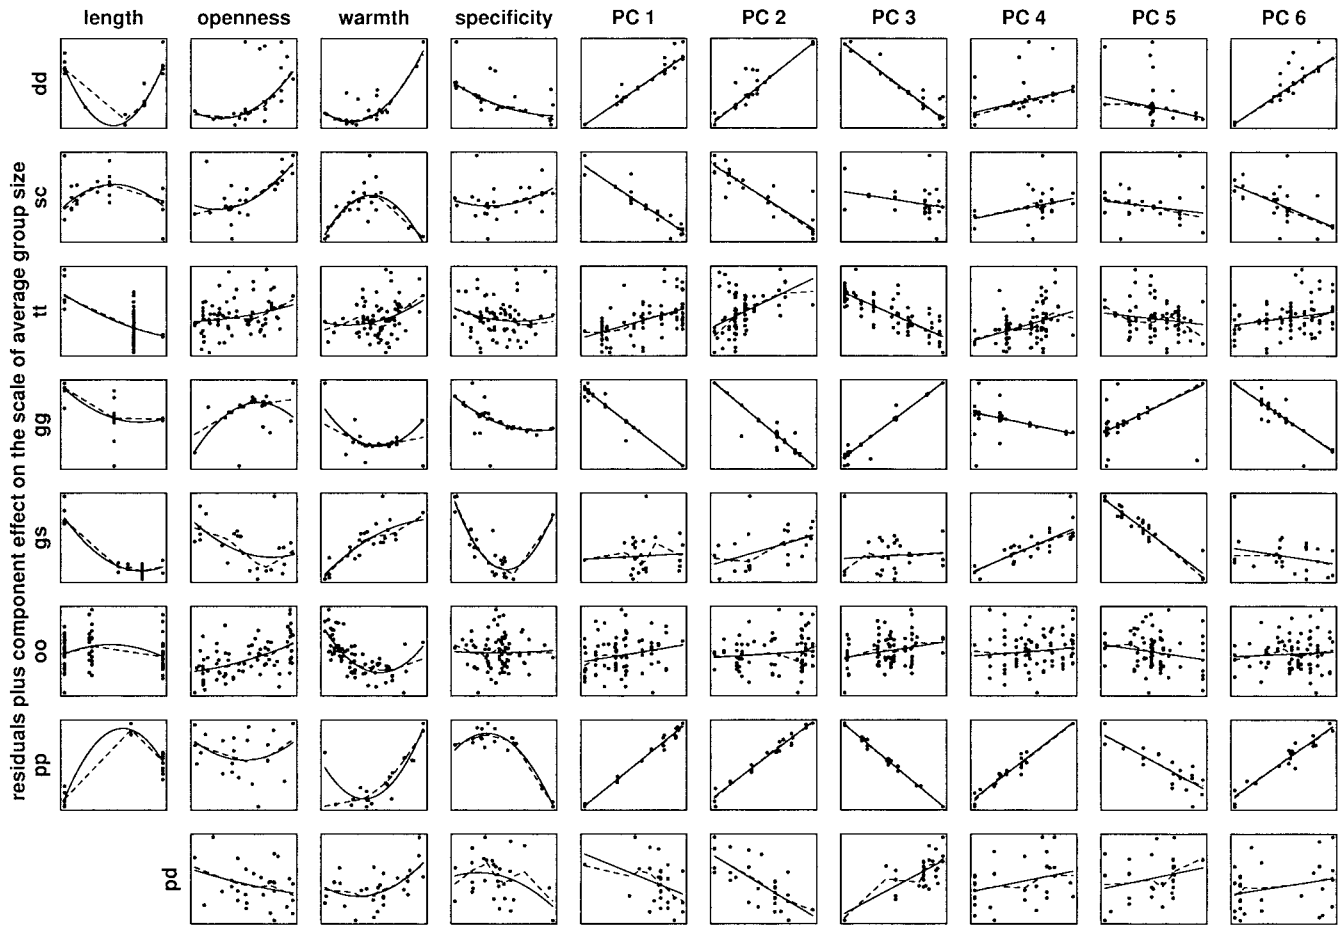 length openness warmth specificity PC 1 PC 2 PC 3 PC 4 PC 5 PC 6
residuals plus component effect on the scale of average group size
dd
sc
tt
gg
gs
oo
pp
pd